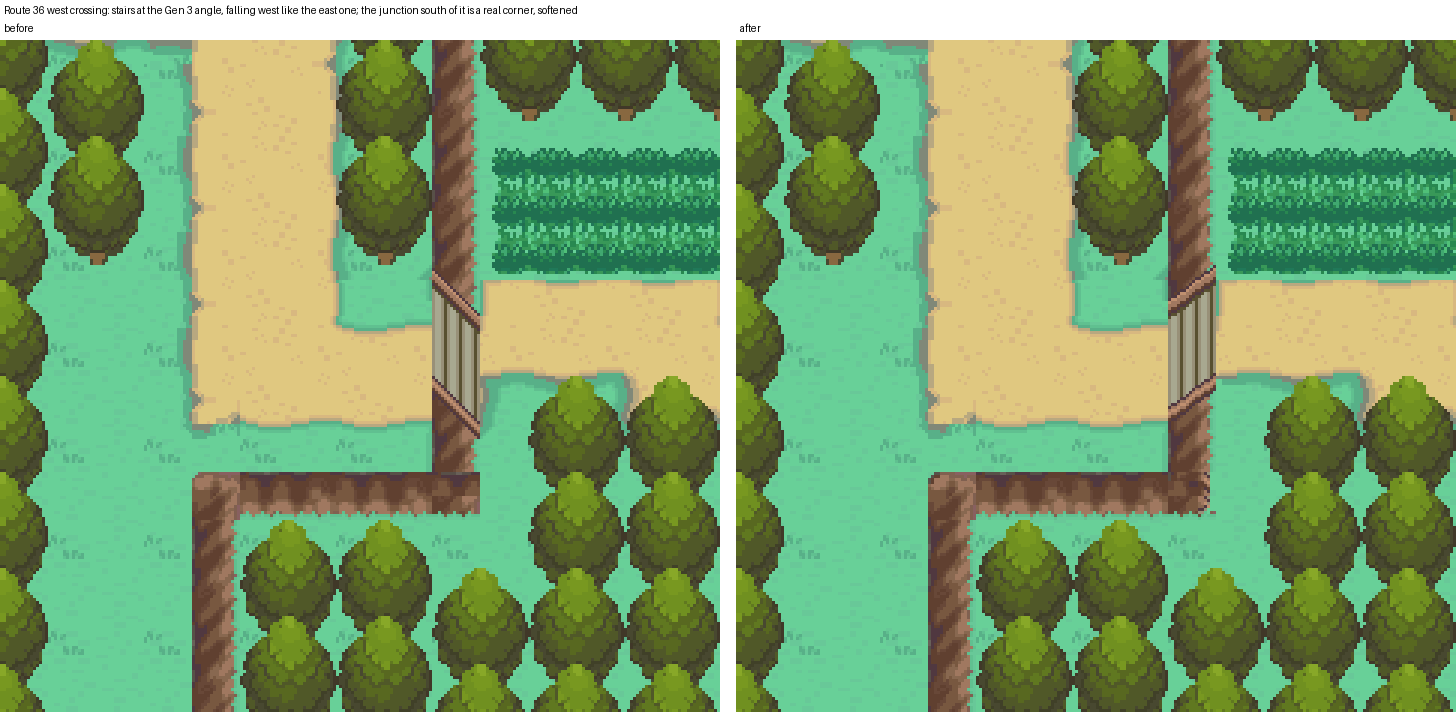 Route 36 west crossing: stairs at the Gen 3 angle, falling west like the east one; the junction south of it is a real corner, softened
before
after